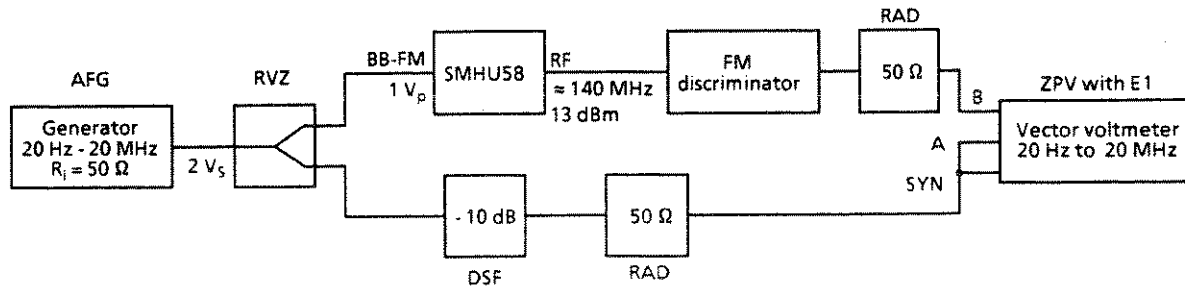 AFG
Generator
20 Hz - 20 MHz
Ri = 50 Ω
2 Vs
RVZ
BB-FM
1 Vp
SMHU58
RF
≈ 140 MHz
13 dBm
FM
discriminator
RAD
50 Ω
B
A
SYN
ZPV with E1
Vector voltmeter
20 Hz to 20 MHz
- 10 dB
DSF
50 Ω
RAD